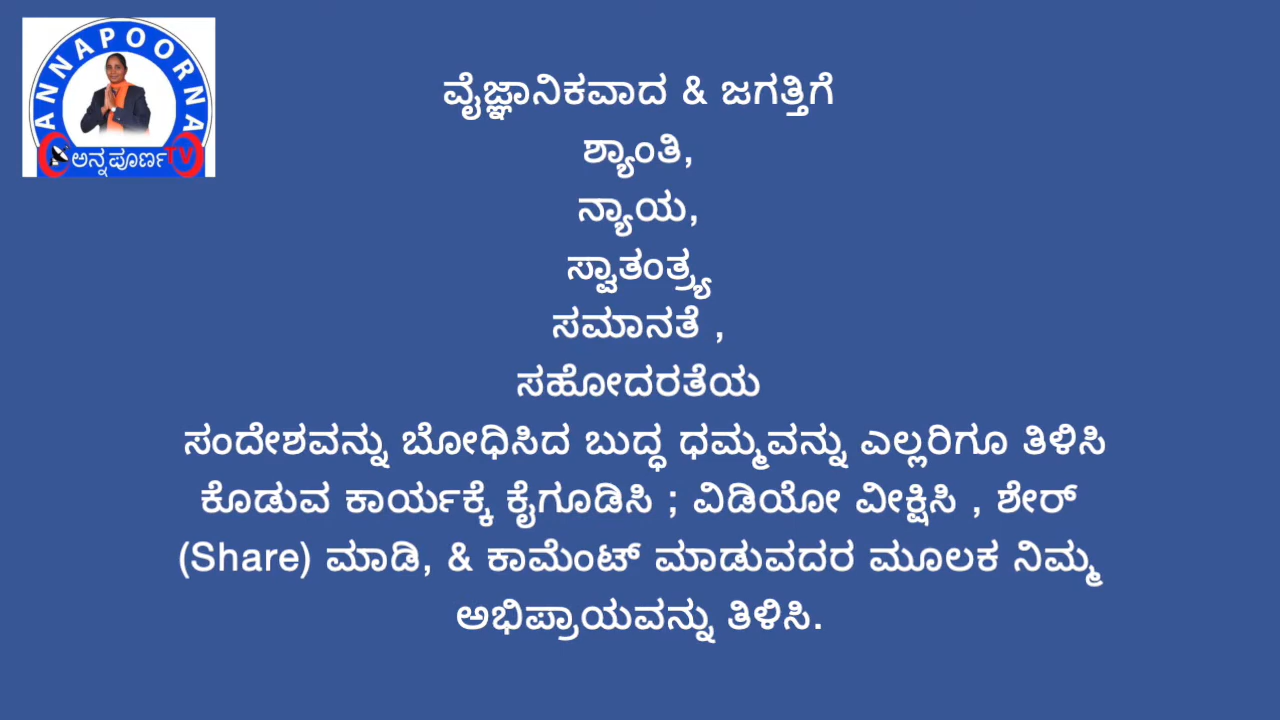 ANNAPOORNA
ಅನ್ನಪೂರ್ಣ TV
ವೈಜ್ಞಾನಿಕವಾದ & ಜಗತ್ತಿಗೆ
ಶ್ಯಾಂತಿ,
ನ್ಯಾಯ,
ಸ್ವಾತಂತ್ರ್ಯ
ಸಮಾನತೆ ,
ಸಹೋದರತೆಯ
ಸಂದೇಶವನ್ನು ಬೋಧಿಸಿದ ಬುದ್ಧ ಧಮ್ಮವನ್ನು ಎಲ್ಲರಿಗೂ ತಿಳಿಸಿ
ಕೊಡುವ ಕಾರ್ಯಕ್ಕೆ ಕೈಗೂಡಿಸಿ ; ವಿಡಿಯೋ ವೀಕ್ಷಿಸಿ , ಶೇರ್
(Share) ಮಾಡಿ, & ಕಾಮೆಂಟ್ ಮಾಡುವದರ ಮೂಲಕ ನಿಮ್ಮ
ಅಭಿಪ್ರಾಯವನ್ನು ತಿಳಿಸಿ.